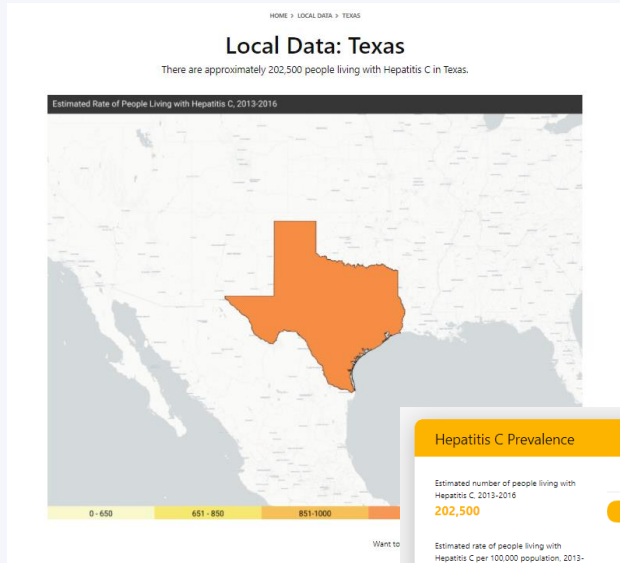 HOME > LOCAL DATA > TEXAS
Local Data: Texas
There are approximately 202,500 people living with Hepatitis C in Texas.
Estimated Rate of People Living with Hepatitis C, 2013-2016
0 - 650
651 - 850
851-1000
Want to
Hepatitis C Prevalence
Estimated number of people living with
Hepatitis C, 2013-2016
202,500
Estimated rate of people living with
Hepatitis C per 100,000 population, 2013-